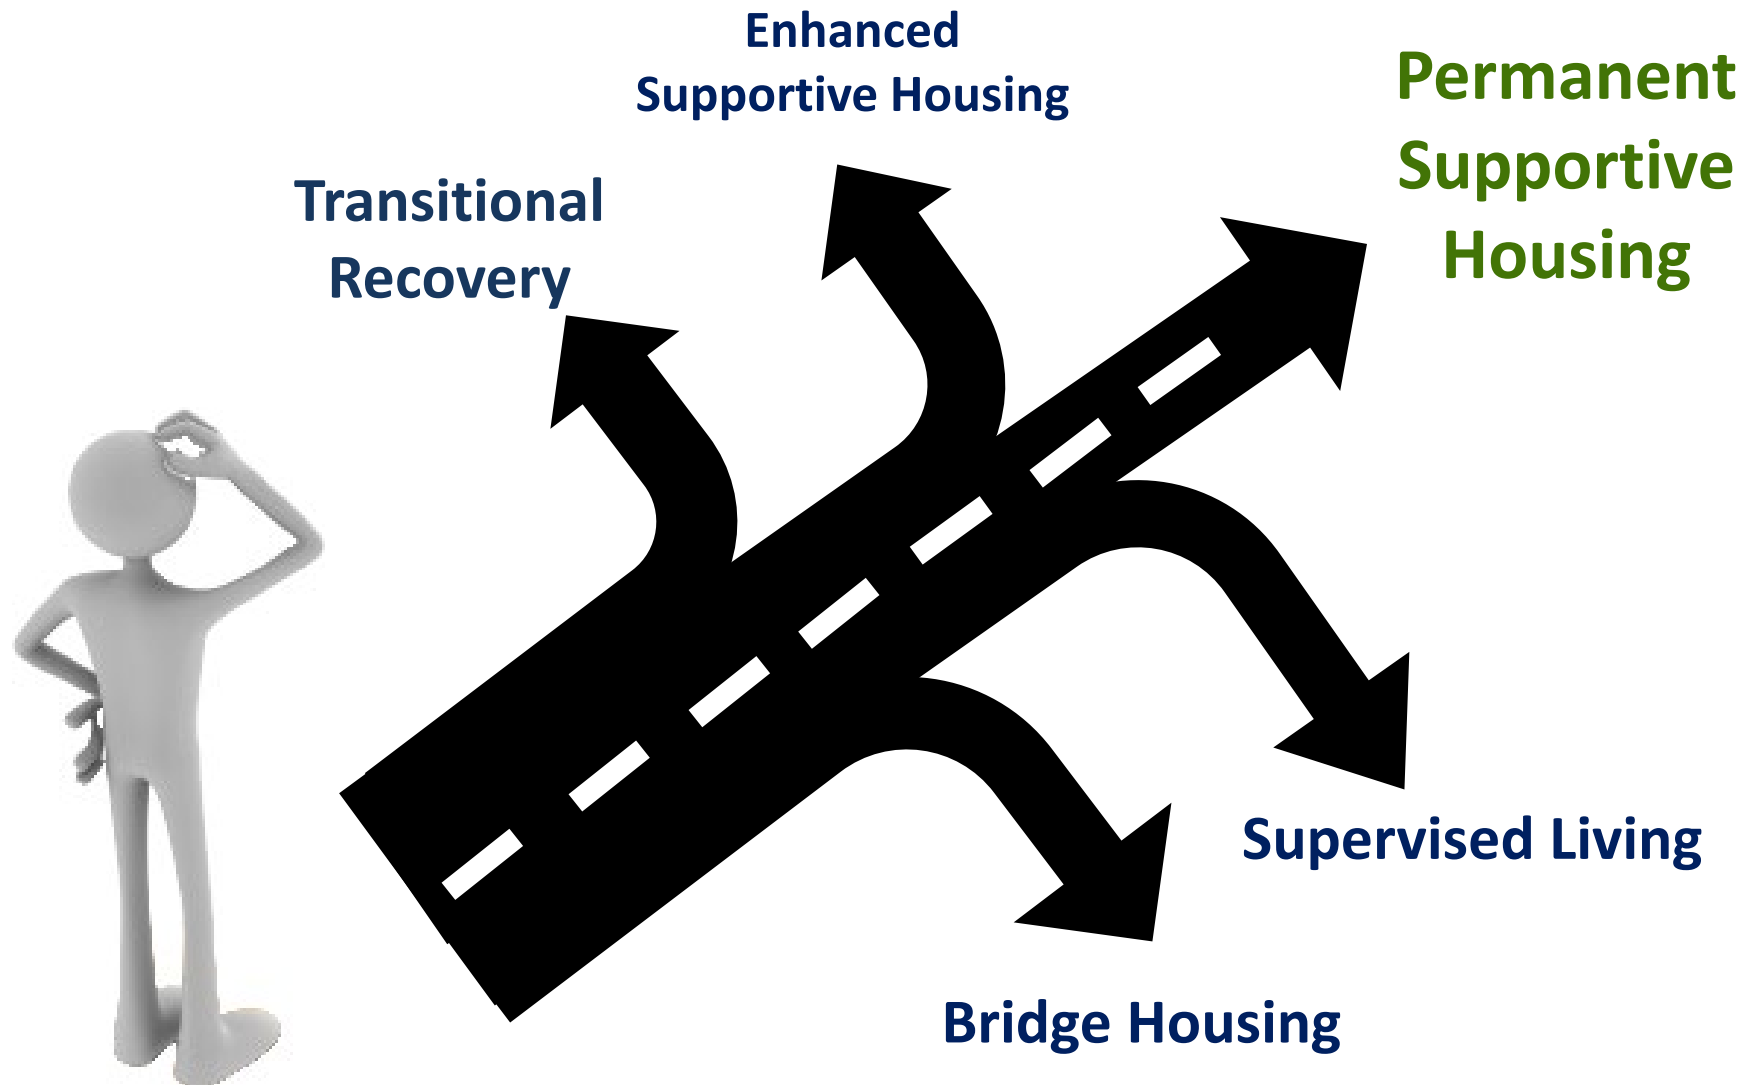 Enhanced
Supportive Housing
Permanent
Supportive
Housing
Transitional
Recovery
Supervised Living
Bridge Housing